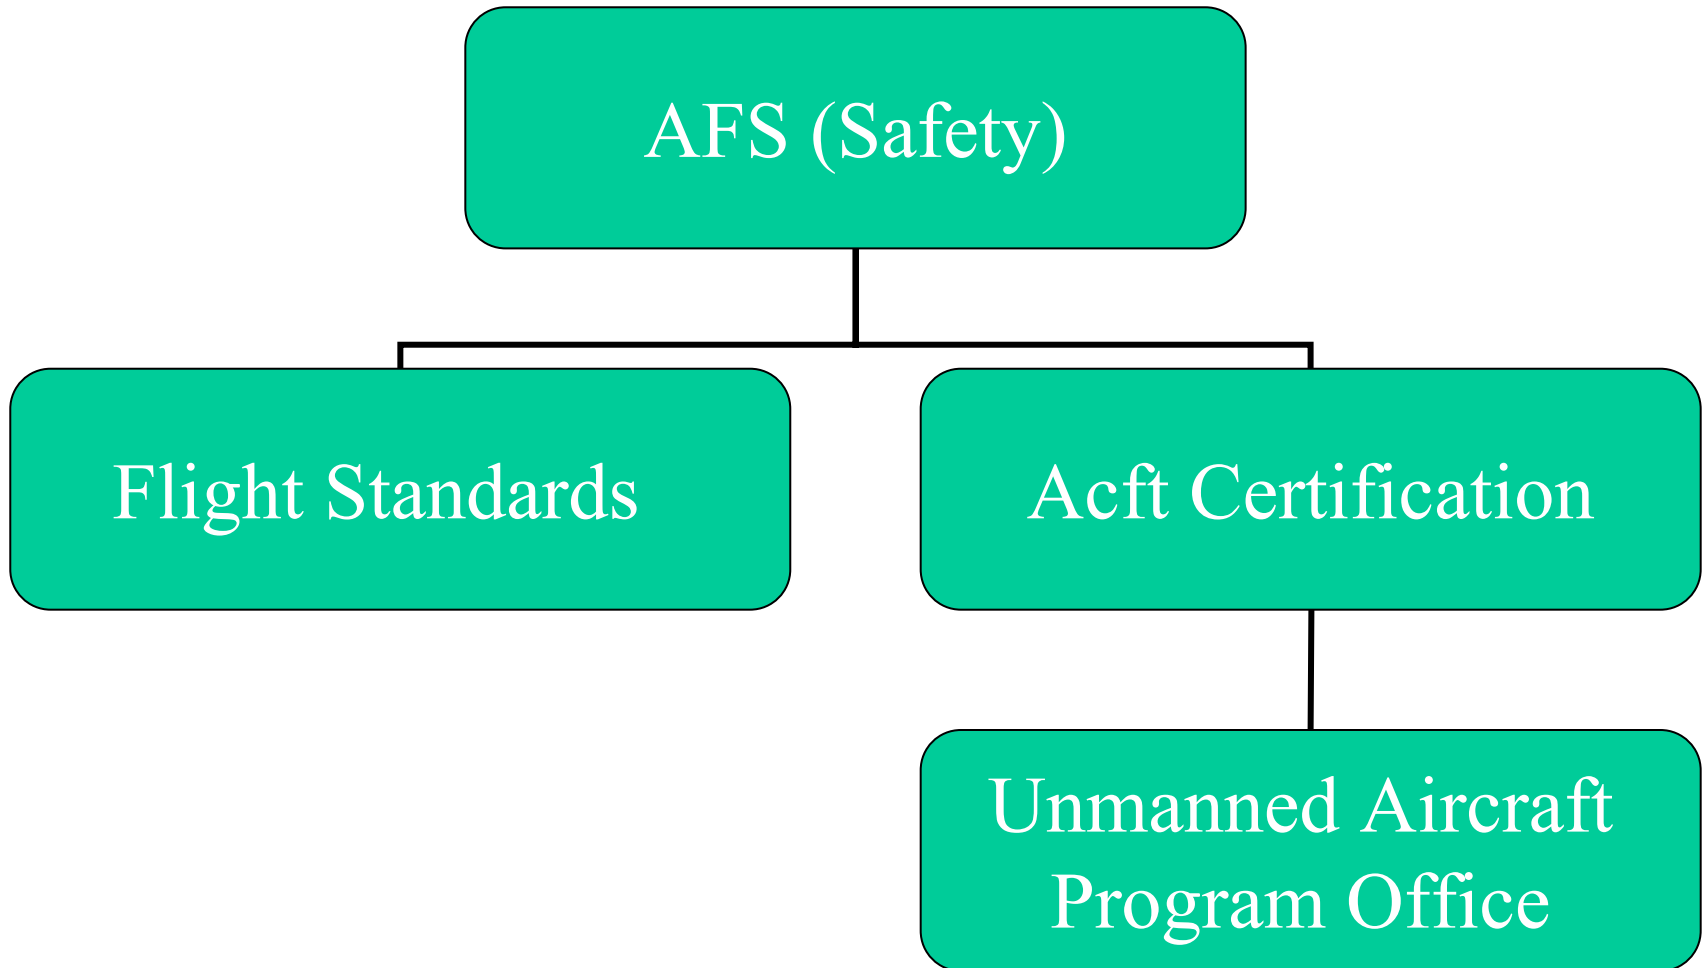 AFS (Safety)
Flight Standards
Acft Certification
Unmanned Aircraft
Program Office